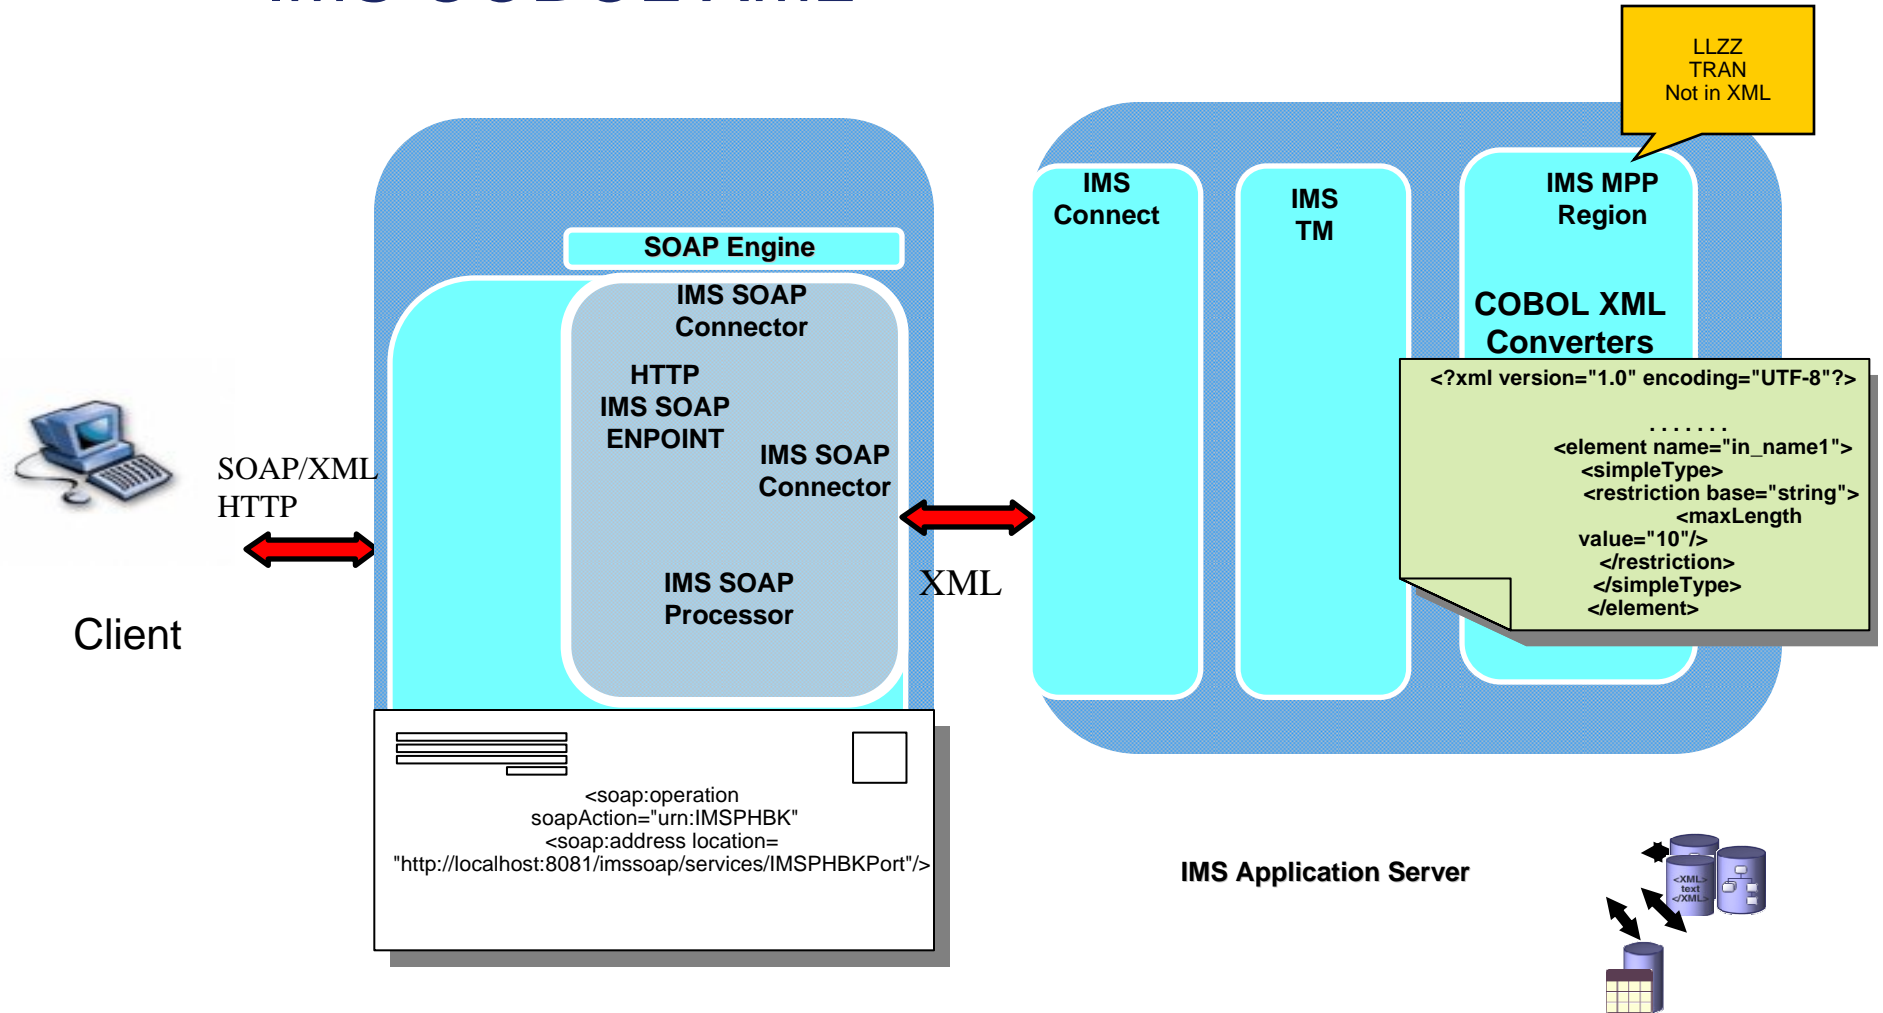 LLZZ
TRAN
Not in XML
IMS
Connect
IMS
TM
IMS MPP
Region
SOAP Engine
IMS SOAP
Connector
COBOL XML
Converters
HTTP
IMS SOAP
ENPOINT
IMS SOAP
Connector
SOAP/XML
HTTP
IMS SOAP
Processor
XML
Client
<?xml version="1.0" encoding="UTF-8"?>
. . . . . . .
<element name="in_name1">
<simpleType>
<restriction base="string">
<maxLength
value="10"/>
</restriction>
</simpleType>
</element>
<soap:operation
soapAction="urn:IMSPHBK"
<soap:address location=
"http://localhost:8081/imssoap/services/IMSPHBKPort"/>
IMS Application Server
<XML>
text
</XML>